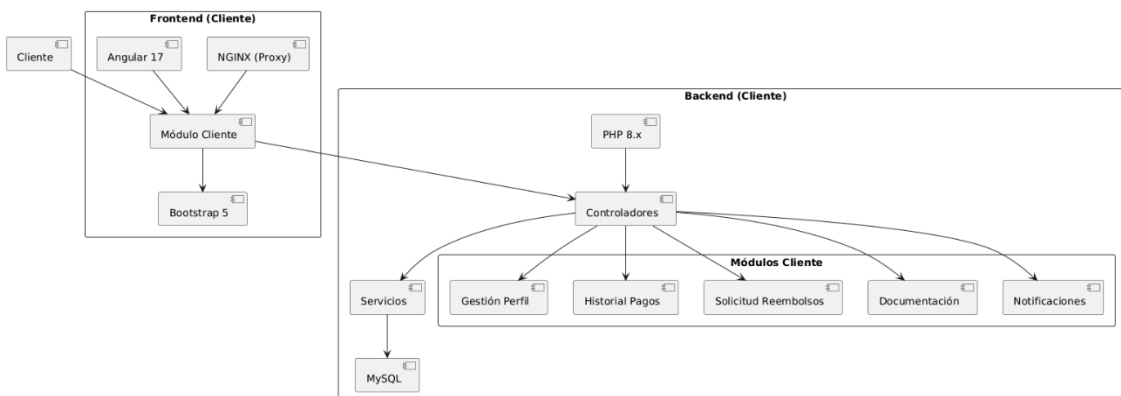 Frontend (Cliente)
Cliente
Angular 17
NGINX (Proxy)
Módulo Cliente
Bootstrap 5
Backend (Cliente)
PHP 8.x
Controladores
Módulos Cliente
Servicios
Gestión Perfil
Historial Pagos
Solicitud Reembolsos
Documentación
Notificaciones
MySQL